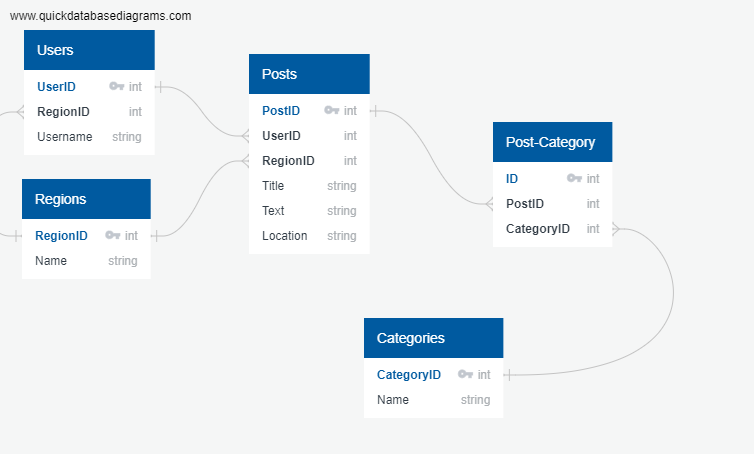 www.quickdatabasediagrams.com
Users
UserID int
RegionID int
Username string
Regions
RegionID int
Name string
Posts
PostID int
UserID int
RegionID int
Title string
Text string
Location string
Post-Category
ID int
PostID int
CategoryID int
Categories
CategoryID int
Name string